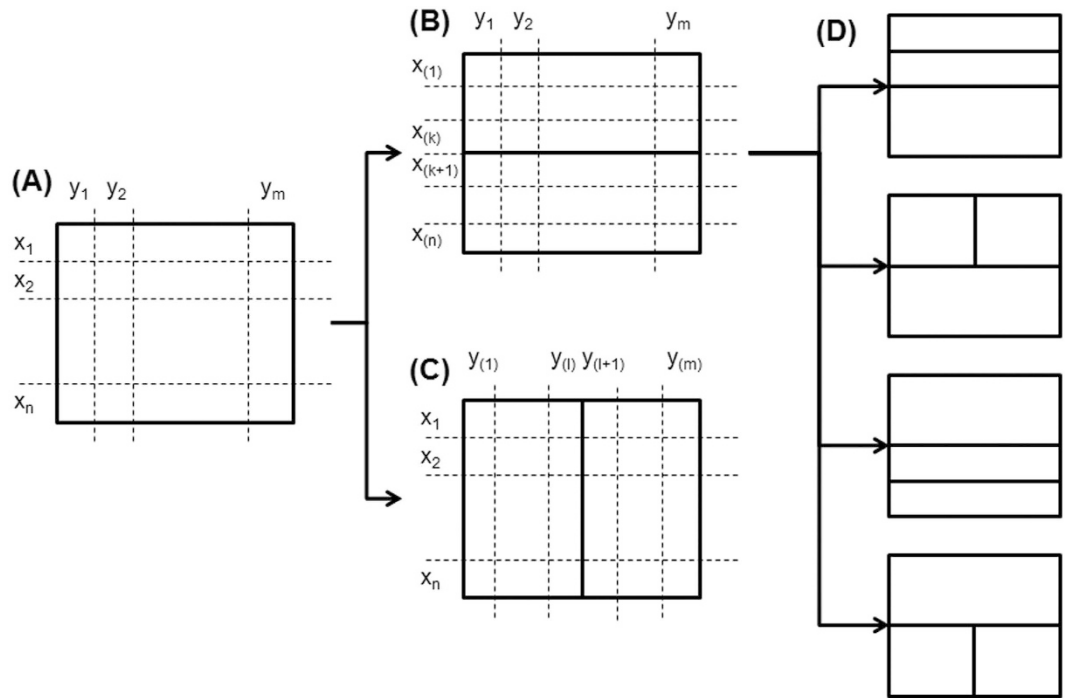 (A)
y1 y2 ym
x1
x2
xn
(B)
y1 y2 ym
x(1)
x(k)
x(k+1)
x(n)
(C)
y(1) y(l) y(l+1) y(m)
x1
x2
xn
(D)